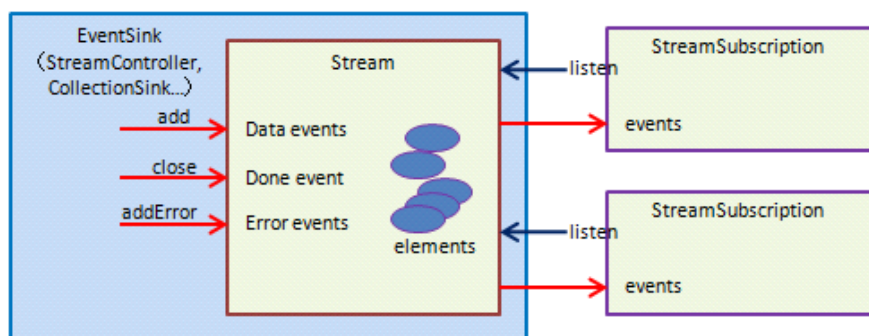 EventSink
(StreamController,
CollectionSink...)
add
close
addError
Stream
Data events
Done event
Error events
elements
listen
StreamSubscription
events
listen
StreamSubscription
events